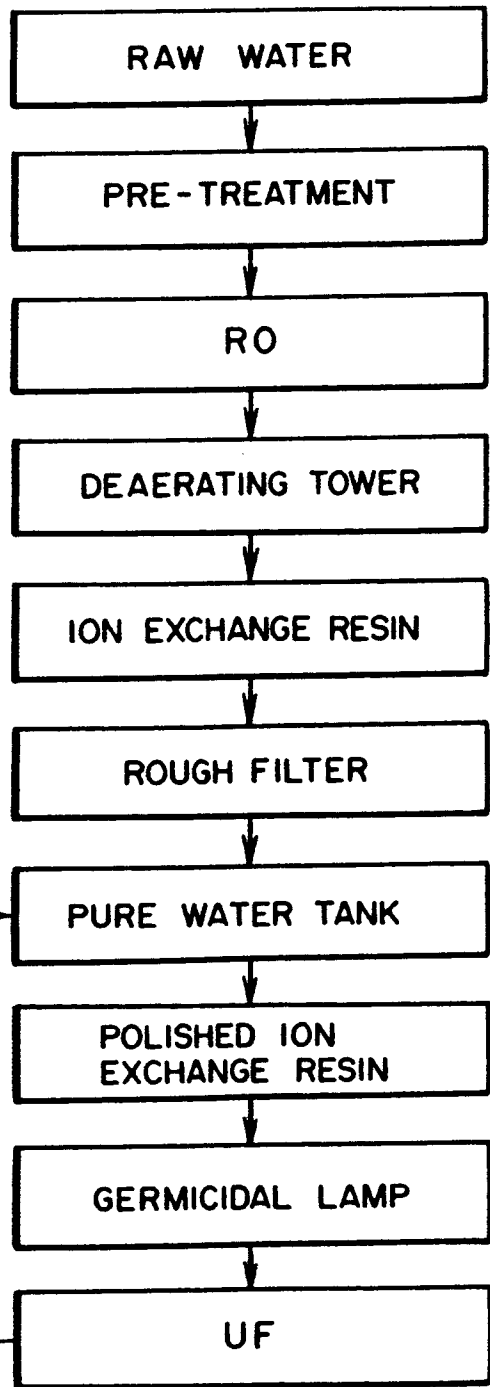 RAW WATER
PRE-TREATMENT
RO
DEAERATING TOWER
ION EXCHANGE RESIN
ROUGH FILTER
PURE WATER TANK
POLISHED ION
EXCHANGE RESIN
GERMICIDAL LAMP
UF